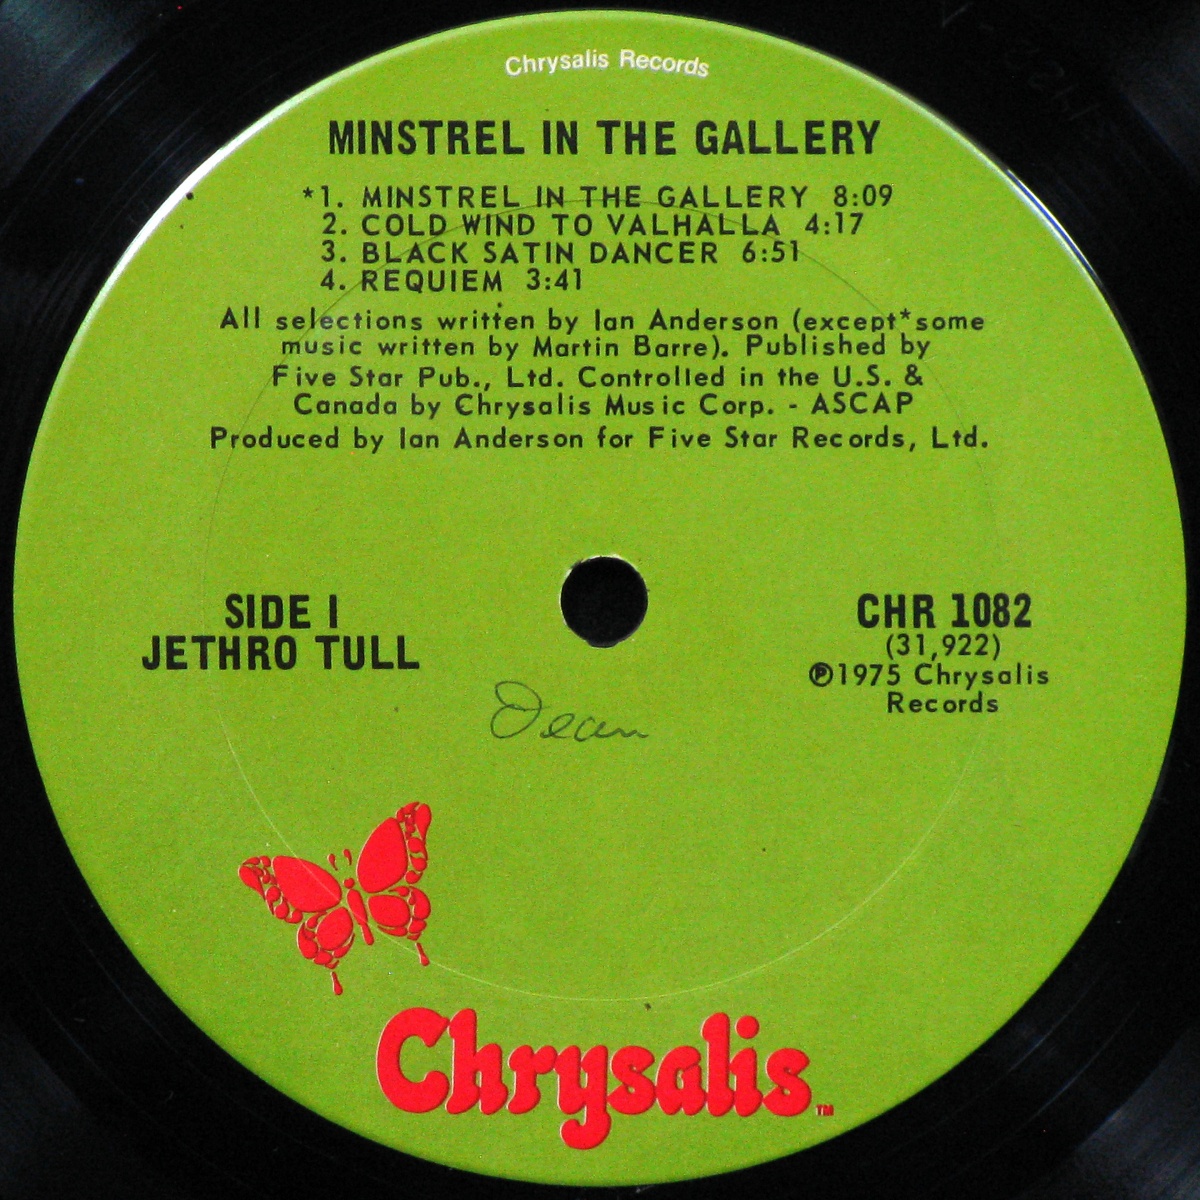 Chrysalis Records
MINSTREL IN THE GALLERY
*1. MINSTREL IN THE GALLERY 8:09
2. COLD WIND TO VALHALLA 4:17
3. BLACK SATIN DANCER 6:51
4. REQUIEM 3:41
All selections written by Ian Anderson (except*some
music written by Martin Barre). Published by
Five Star Pub., Ltd. Controlled in the U.S. &
Canada by Chrysalis Music Corp. - ASCAP
Produced by Ian Anderson for Five Star Records, Ltd.
SIDE I
JETHRO TULL
CHR 1082
(31,922)
℗1975 Chrysalis
Records
Dean
Chrysalis™